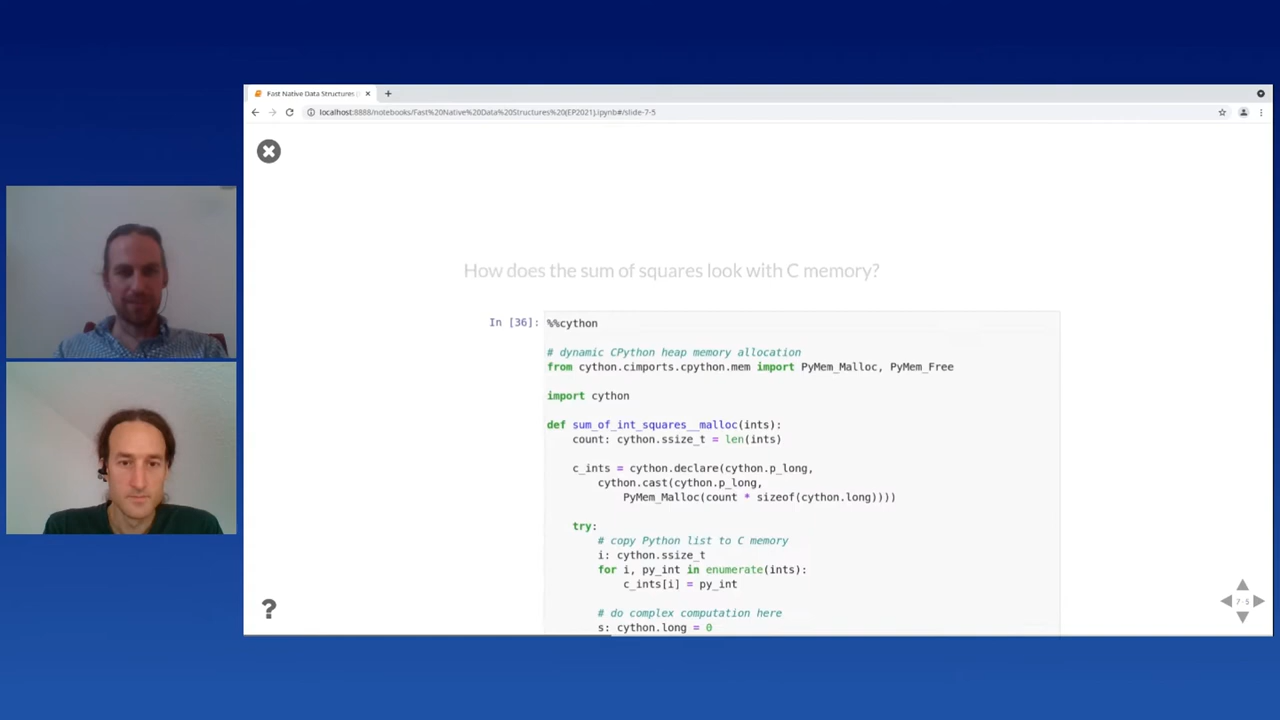 Fast Native Data Structures (
localhost:8888/notebooks/Fast%20Native%20Data%20Structures%20(EP2021).ipynb#/slide-7-5
How does the sum of squares look with C memory?
In [36]:
%%cython
# dynamic CPython heap memory allocation
from cython.cimports.cpython.mem import PyMem_Malloc, PyMem_Free
import cython
def sum_of_int_squares__malloc(ints):
    count: cython.ssize_t = len(ints)
    c_ints = cython.declare(cython.p_long,
        cython.cast(cython.p_long,
            PyMem_Malloc(count * sizeof(cython.long))))
    try:
        # copy Python list to C memory
        i: cython.ssize_t
        for i, py_int in enumerate(ints):
            c_ints[i] = py_int
        # do complex computation here
        s: cython.long = 0
?
7-5